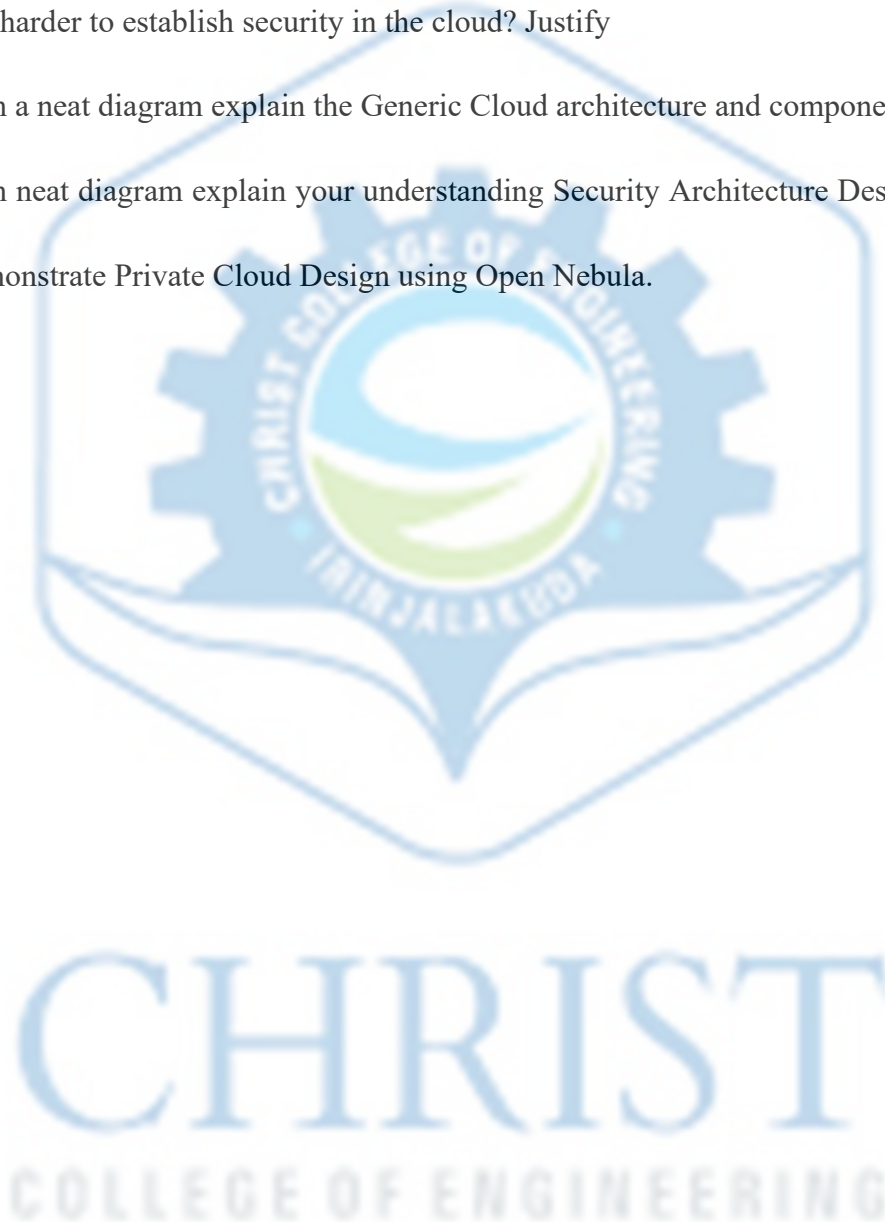 harder to establish security in the cloud? Justify
n a neat diagram explain the Generic Cloud architecture and compone
n neat diagram explain your understanding Security Architecture Des
nonstrate Private Cloud Design using Open Nebula.
CHRIST COLLEGE OF ENGINEERING
IRINJALAKUDA
CHRIST
COLLEGE OF ENGINEERING